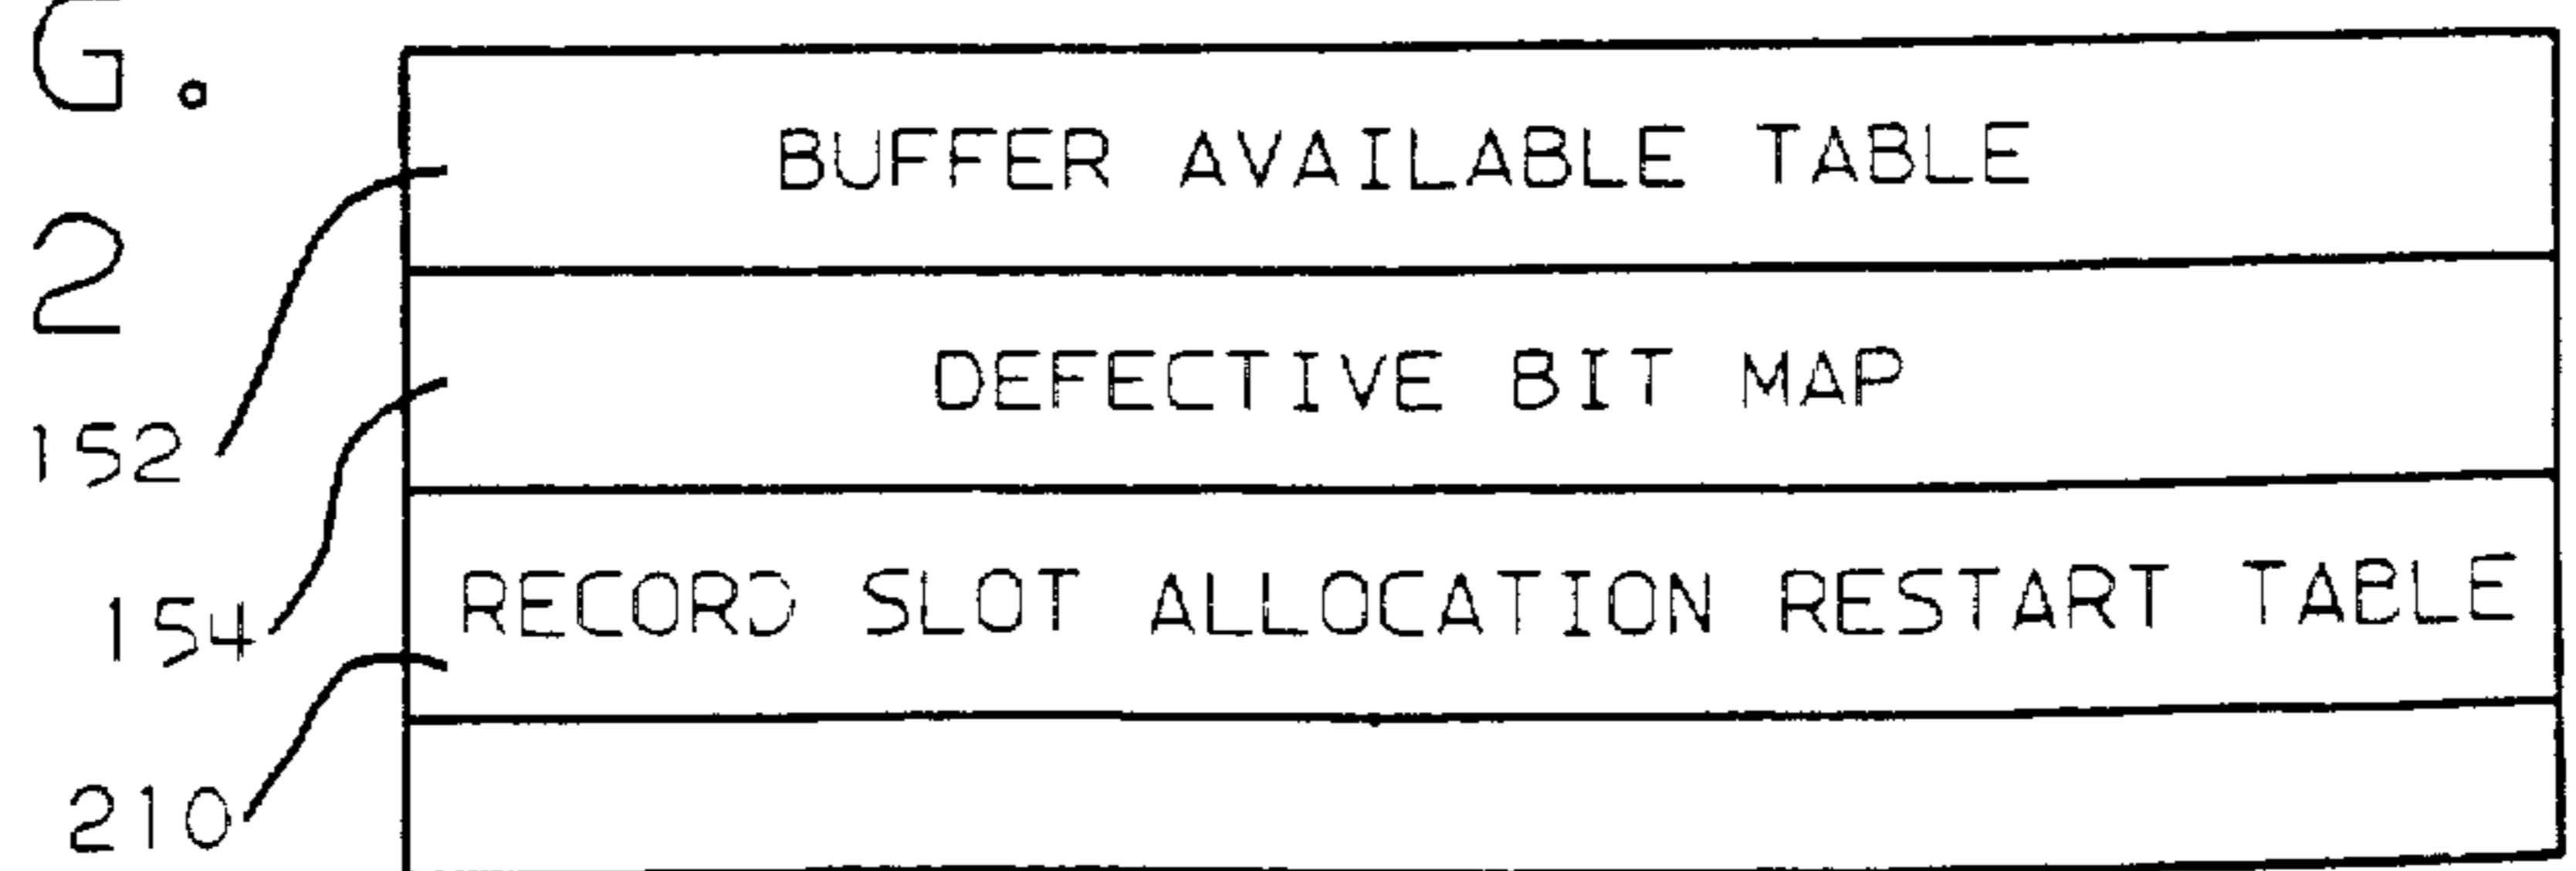 G.
2
BUFFER AVAILABLE TABLE
152
DEFECTIVE BIT MAP
154
RECORD SLOT ALLOCATION RESTART TABLE
210